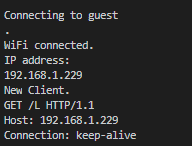 Connecting to guest
.
WiFi connected.
IP address:
192.168.1.229
New Client.
GET /L HTTP/1.1
Host: 192.168.1.229
Connection: keep-alive